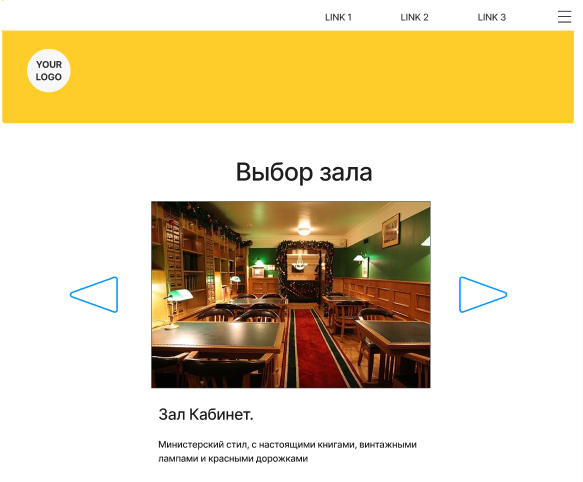 LINK 1 LINK 2 LINK 3
YOUR
LOGO
Выбор зала
Зал Кабинет.
Министерский стил, с настоящими книгами, винтажными
лампами и красными дорожками